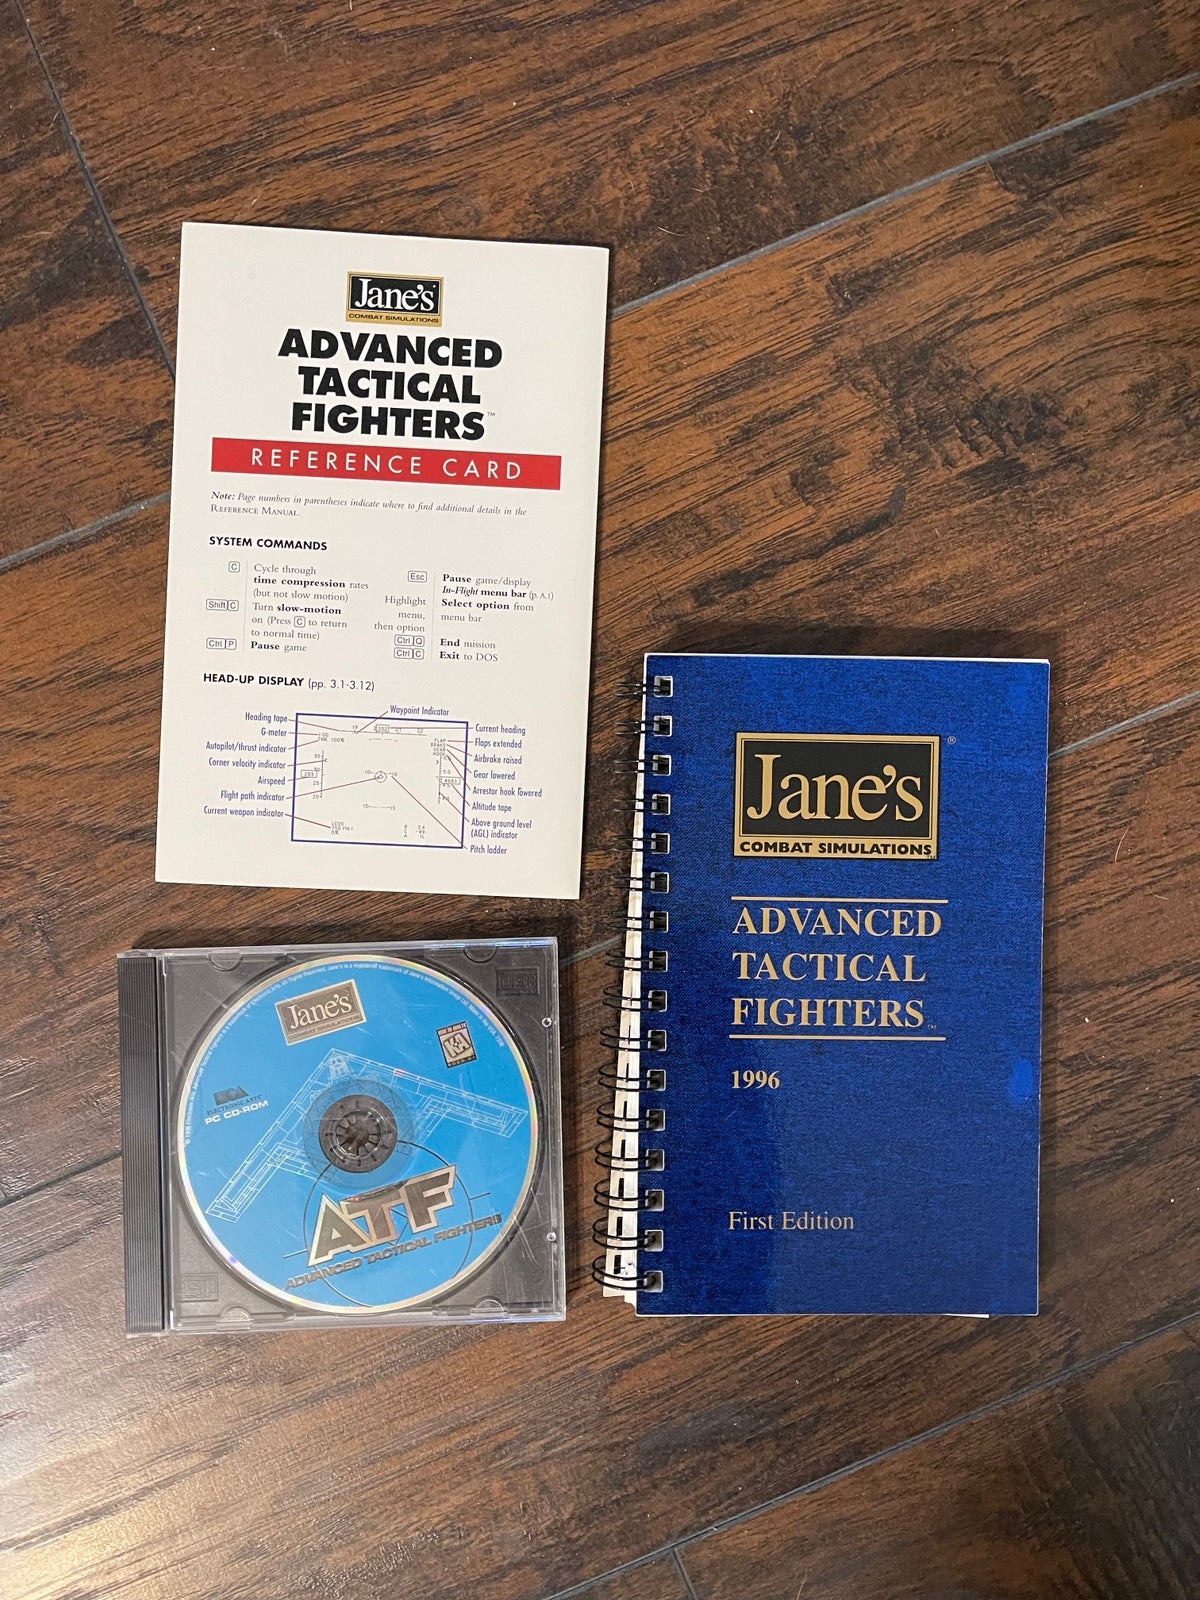 Jane's
COMBAT SIMULATIONS
ADVANCED
TACTICAL
FIGHTERS™
REFERENCE CARD
Note: Page numbers in parentheses indicate where to find additional details in the
REFERENCE MANUAL.
SYSTEM COMMANDS
C Cycle through
time compression rates
(but not slow motion)
Shift C Turn slow-motion
on (Press C to return
to normal time)
Ctrl P Pause game
Esc Pause game/display
In-Flight menu bar (p. A.1)
Highlight menu, then option Select option from
menu bar
Ctrl Q End mission
Ctrl C Exit to DOS
HEAD-UP DISPLAY (pp. 3.1-3.12)
Waypoint Indicator
Heading tape
G-meter
Autopilot/thrust indicator
Corner velocity indicator
Airspeed
Flight path indicator
Current weapon indicator
Current heading
Flaps extended
Airbrake raised
Gear lowered
Arrestor hook lowered
Altitude tape
Above ground level
(AGL) indicator
Pitch ladder
FLAP
BRAKE
GEAR
HOOK
Jane's®
COMBAT SIMULATIONS™
ADVANCED
TACTICAL
FIGHTERS™
1996
First Edition
Jane's
COMBAT SIMULATIONS
K-A
ELECTRONIC ARTS
PC CD-ROM
ATF
ADVANCED TACTICAL FIGHTERS